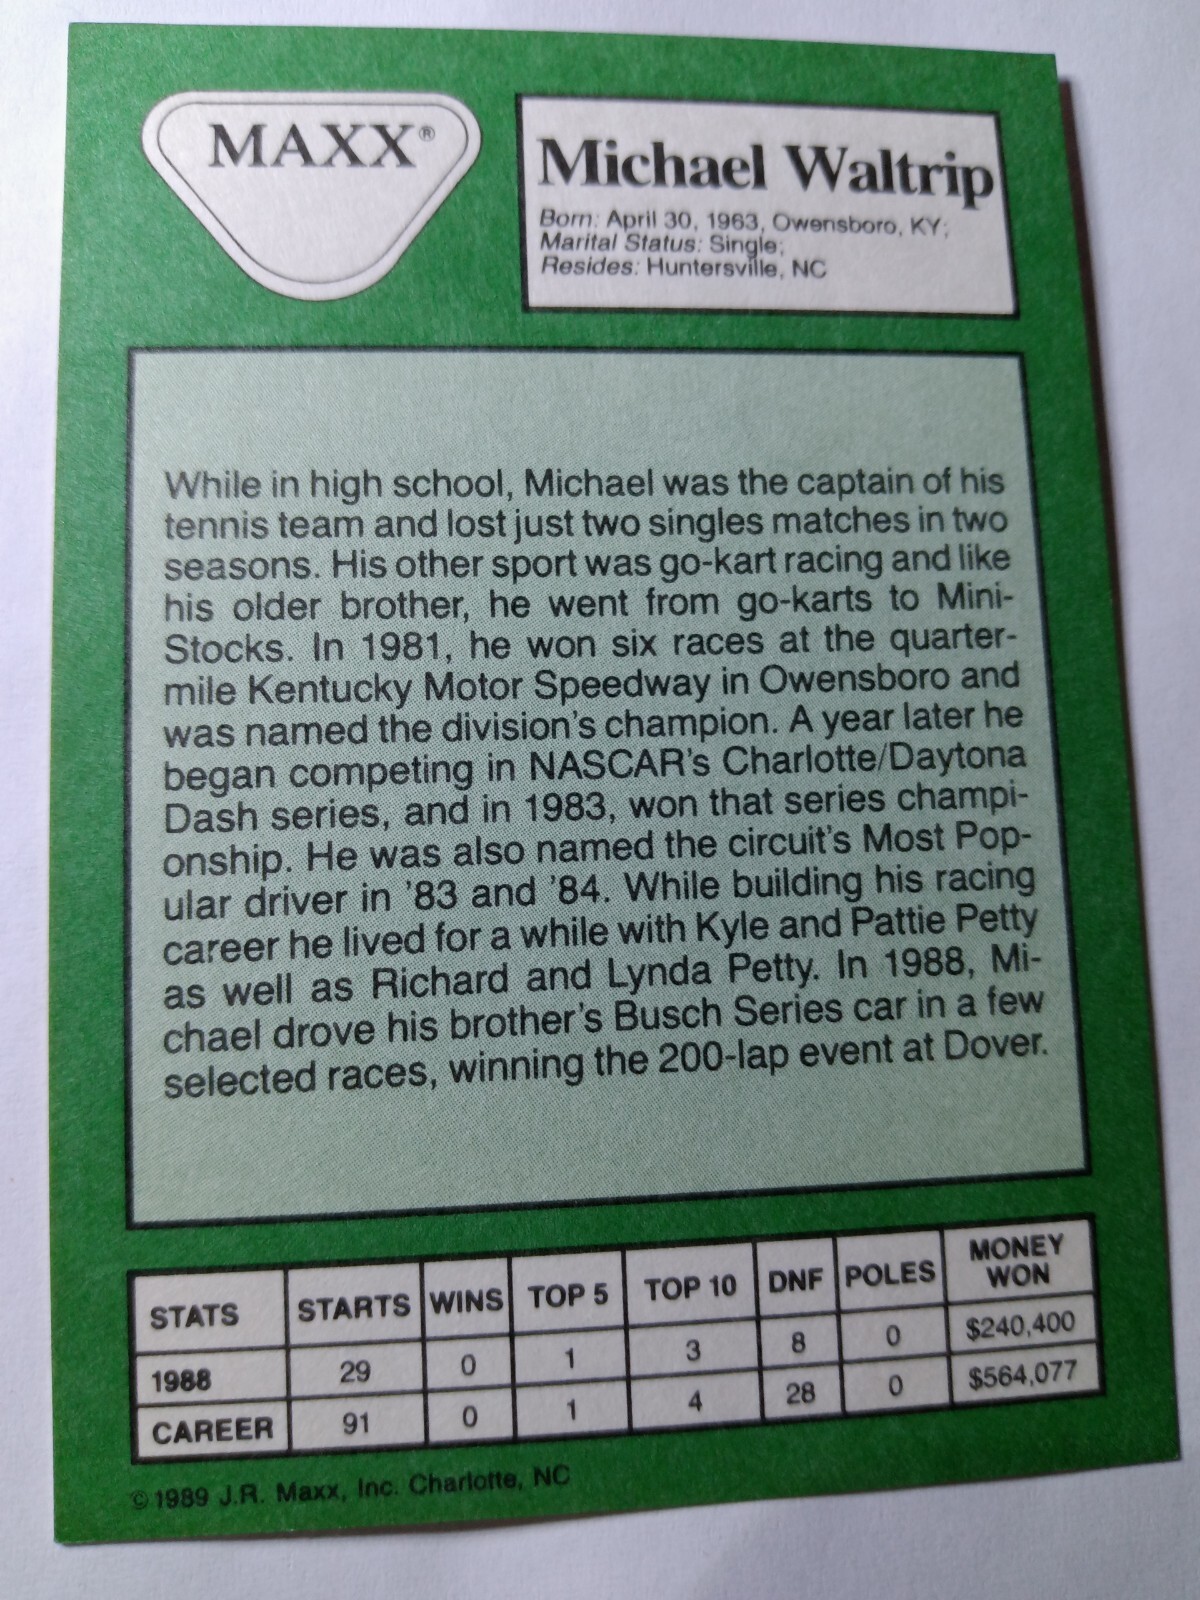 MAXX®
Michael Waltrip
Born: April 30, 1963, Owensboro, KY;
Marital Status: Single;
Resides: Huntersville, NC
While in high school, Michael was the captain of his
tennis team and lost just two singles matches in two
seasons. His other sport was go-kart racing and like
his older brother, he went from go-karts to Mini-
Stocks. In 1981, he won six races at the quarter-
mile Kentucky Motor Speedway in Owensboro and
was named the division's champion. A year later he
began competing in NASCAR's Charlotte/Daytona
Dash series, and in 1983, won that series champi-
onship. He was also named the circuit's Most Pop-
ular driver in '83 and '84. While building his racing
career he lived for a while with Kyle and Pattie Petty
as well as Richard and Lynda Petty. In 1988, Mi-
chael drove his brother's Busch Series car in a few
selected races, winning the 200-lap event at Dover.
STATS STARTS WINS TOP 5 TOP 10 DNF POLES MONEY WON
1988 29 0 1 3 8 0 $240,400
CAREER 91 0 1 4 28 0 $564,077
© 1989 J.R. Maxx, Inc. Charlotte, NC